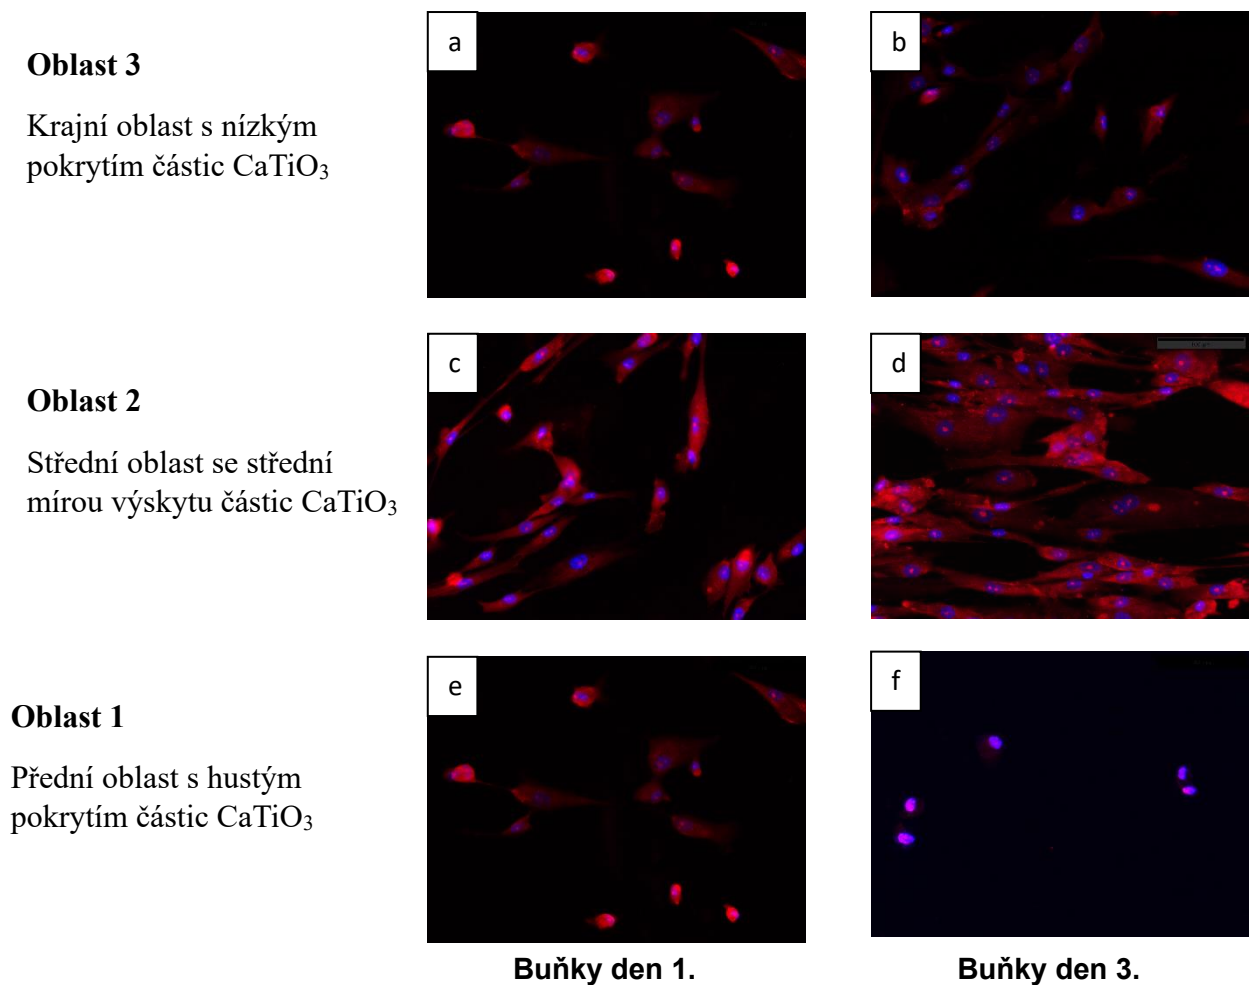 Oblast 3
Krajní oblast s nízkým
pokrytím částic CaTiO₃
a
b
Oblast 2
Střední oblast se střední
mírou výskytu částic CaTiO₃
c
d
Oblast 1
Přední oblast s hustým
pokrytím částic CaTiO₃
e
f
Buňky den 1.
Buňky den 3.